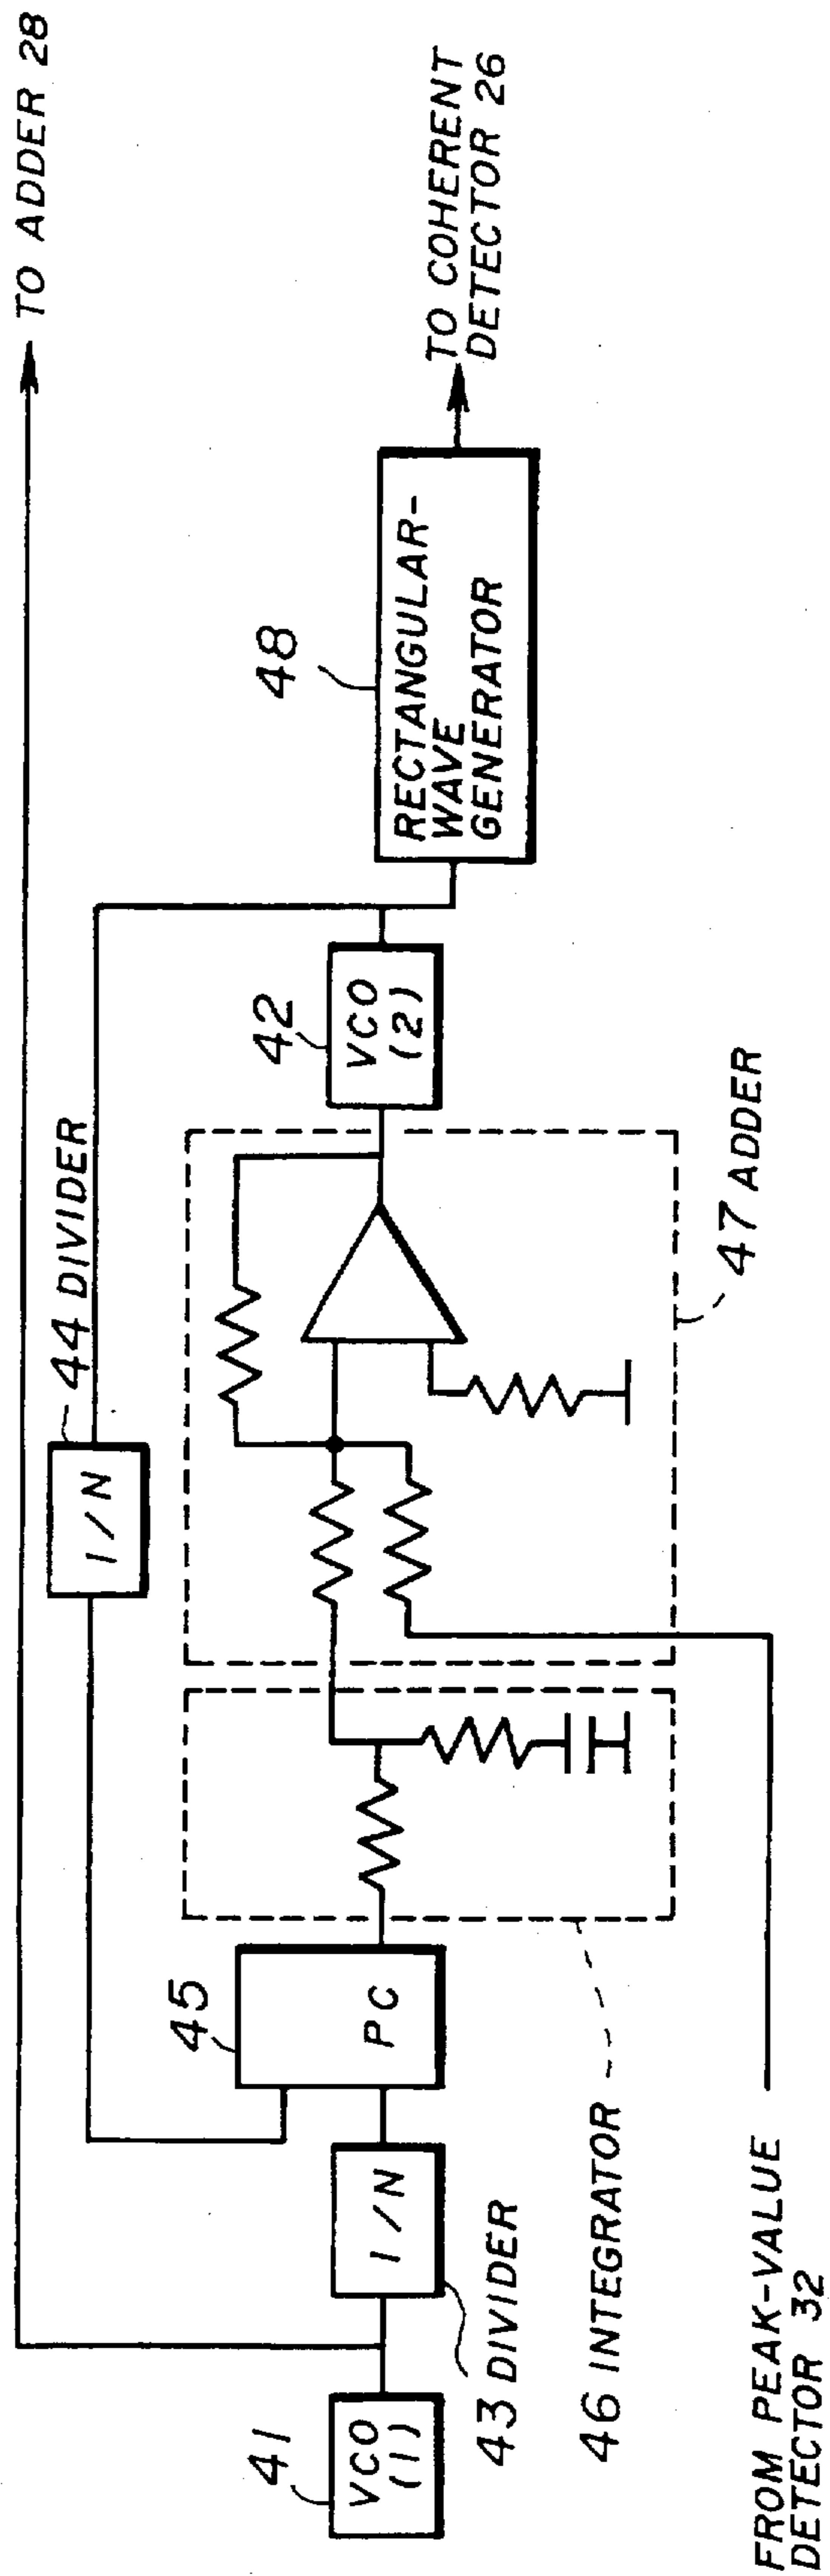 TO ADDER 28
44 DIVIDER
1/N
TO COHERENT
DETECTOR 26
48
RECTANGULAR-
WAVE
GENERATOR
42
VCO
(2)
47 ADDER
45
PC
1/N
43 DIVIDER
46 INTEGRATOR
41
VCO
(1)
FROM PEAK-VALUE
DETECTOR 32